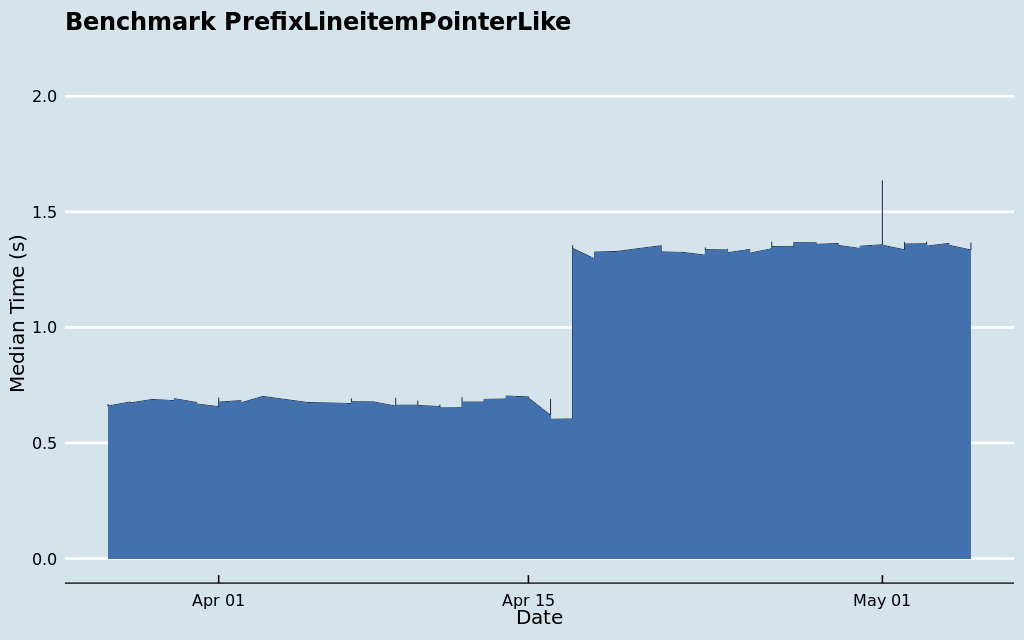 Benchmark PrefixLineitemPointerLike
2.0
1.5
1.0
0.5
0.0
Median Time (s)
Apr 01
Apr 15
May 01
Date